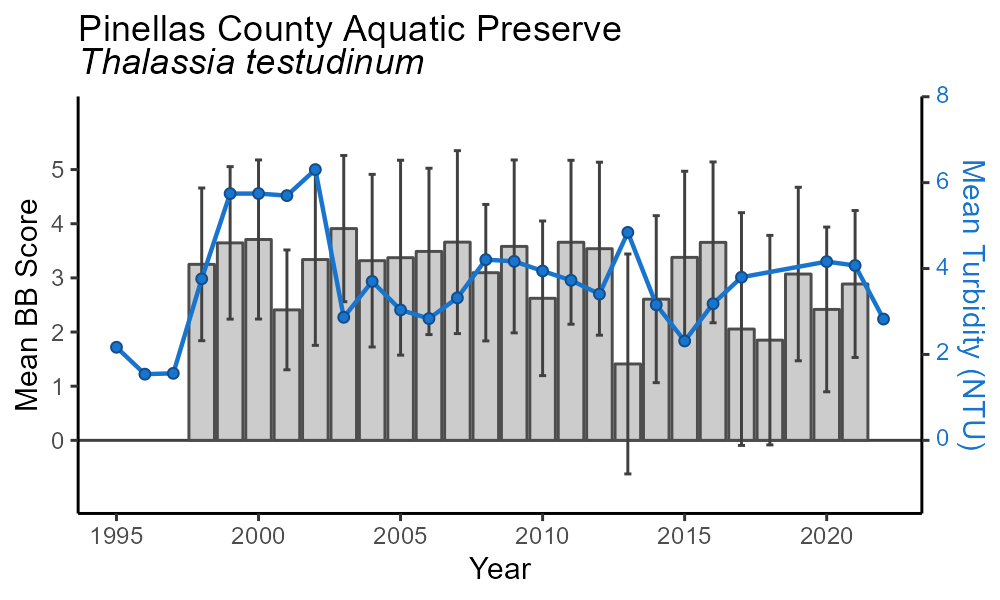 Pinellas County Aquatic Preserve
Thalassia testudinum
Mean BB Score
5
4
3
2
1
0
8
6
4
2
0
Mean Turbidity (NTU)
1995 2000 2005 2010 2015 2020
Year